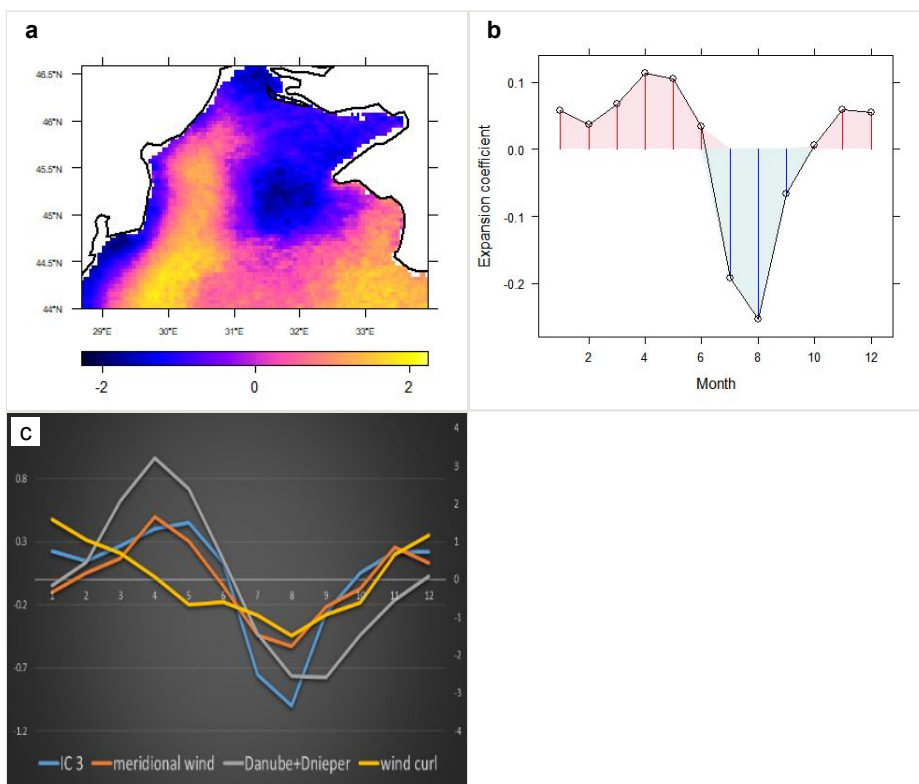 a
46.5°N
46°N
45.5°N
45°N
44.5°N
44°N
29°E 30°E 31°E 32°E 33°E
-2 0 2
b
Expansion coefficient
0.1
0.0
-0.1
-0.2
2 4 6 8 10 12
Month
c
0.8
0.3
-0.2
-0.7
-1.2
4
3
2
1
0
-1
-2
-3
-4
1 2 3 4 5 6 7 8 9 10 11 12
IC 3 meridional wind Danube+Dnieper wind curl